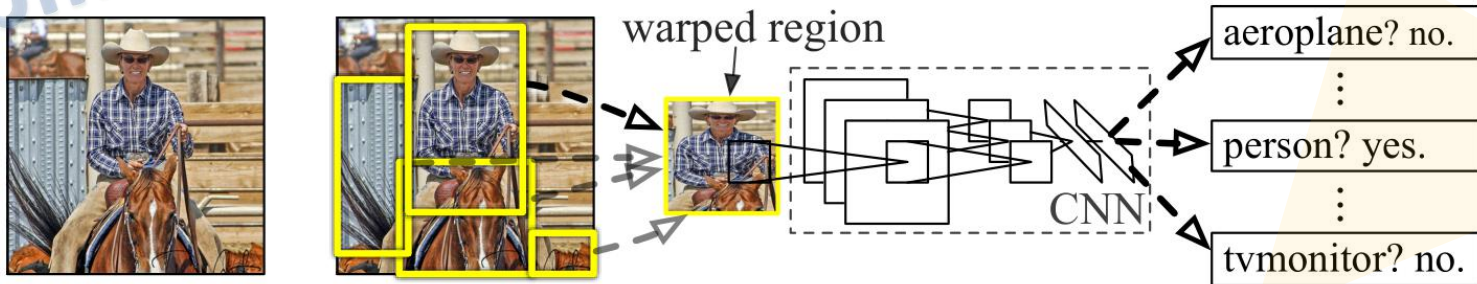 warped region
aeroplane? no.
person? yes.
CNN
tvmonitor? no.